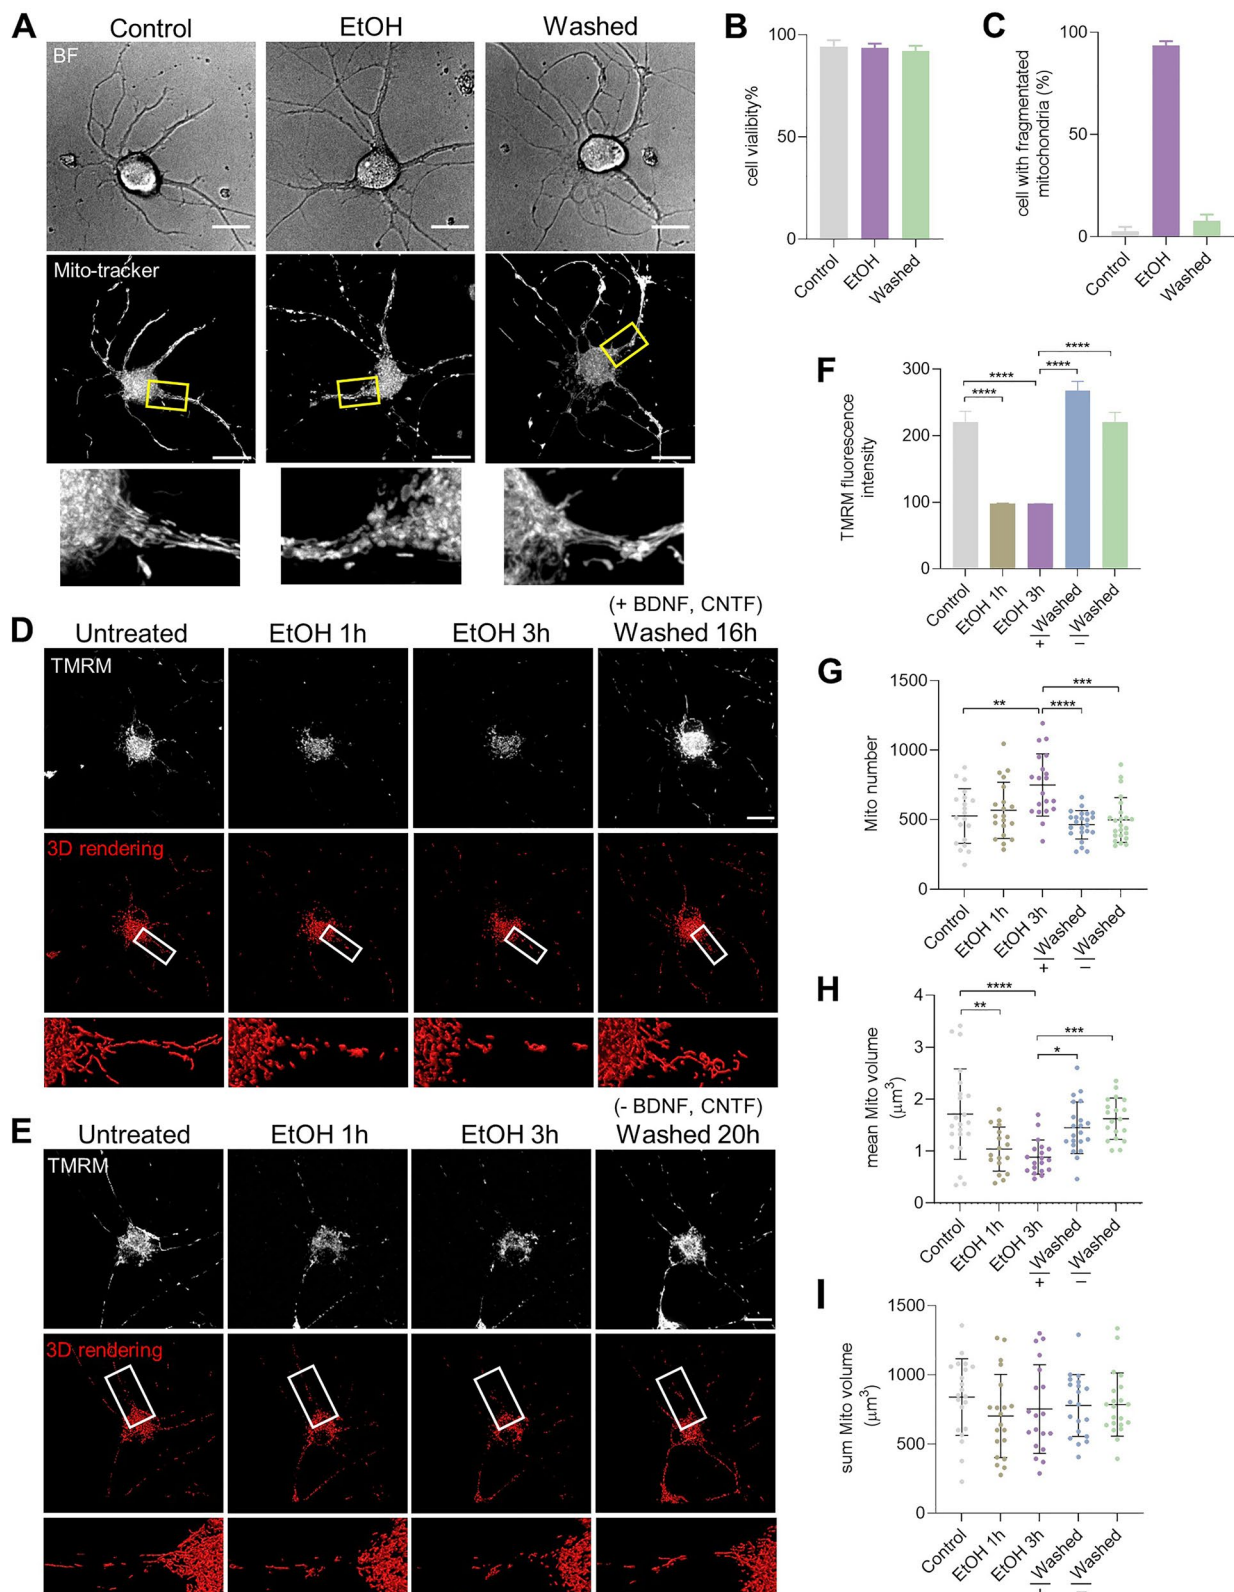 A
Control
EtOH
Washed
BF
Mito-tracker
B
100
50
0
cell vialibity%
Control
EtOH
Washed
C
100
50
0
cell with fragmentated
mitochondria (%)
Control
EtOH
Washed
D
(+ BDNF, CNTF)
Untreated
EtOH 1h
EtOH 3h
Washed 16h
TMRM
3D rendering
E
(- BDNF, CNTF)
Untreated
EtOH 1h
EtOH 3h
Washed 20h
TMRM
3D rendering
F
300
200
100
0
TMRM fluorescence
intensity
****
****
****
****
Control
EtOH 1h
EtOH 3h
Washed
Washed
+
−
G
1500
1000
500
0
Mito number
***
**
****
Control
EtOH 1h
EtOH 3h
Washed
Washed
+
−
H
4
3
2
1
0
mean Mito volume
(μm³)
****
**
***
*
Control
EtOH 1h
EtOH 3h
Washed
Washed
+
−
I
1500
1000
500
0
sum Mito volume
(μm³)
Control
EtOH 1h
EtOH 3h
Washed
Washed